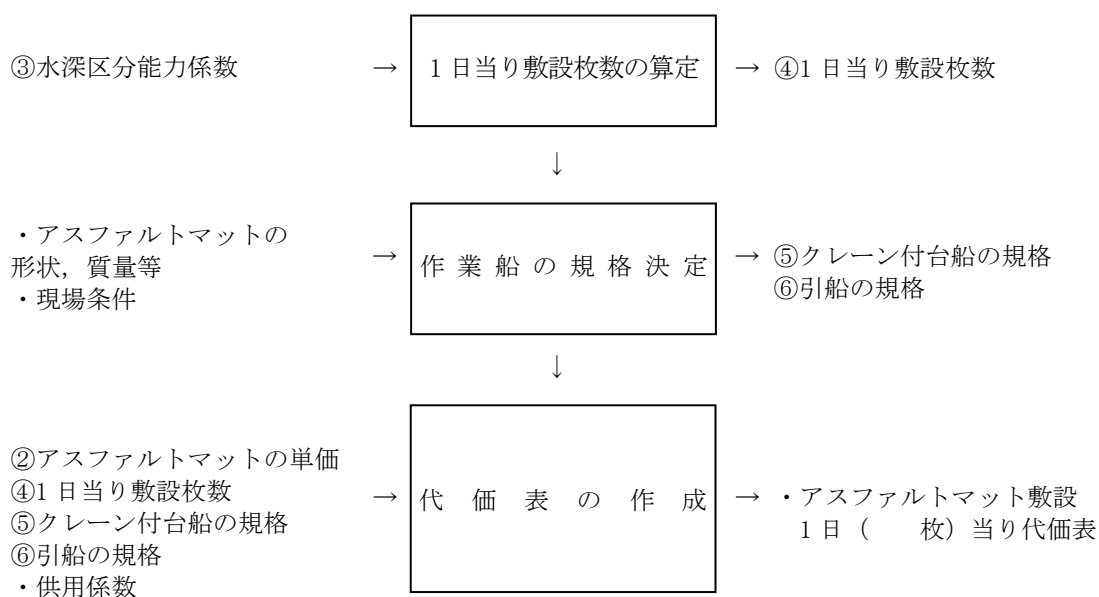 ③水深区分能力係数 → 1日当り敷設枚数の算定 → ④1日当り敷設枚数
↓
・アスファルトマットの
形状，質量等
・現場条件
→ 作業船の規格決定 → ⑤クレーン付台船の規格
⑥引船の規格
↓
②アスファルトマットの単価
④1日当り敷設枚数
⑤クレーン付台船の規格
⑥引船の規格
・供用係数
→ 代価表の作成 → ・アスファルトマット敷設
1日（　　枚）当り代価表